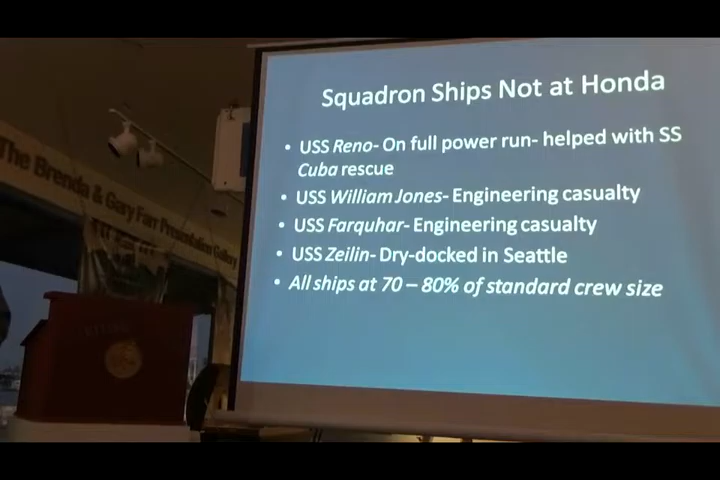 Squadron Ships Not at Honda
• USS Reno- On full power run- helped with SS
Cuba rescue
• USS William Jones- Engineering casualty
• USS Farquhar- Engineering casualty
• USS Zeilin- Dry-docked in Seattle
• All ships at 70 – 80% of standard crew size
The Brenda & Gary Farr Presentation Gallery